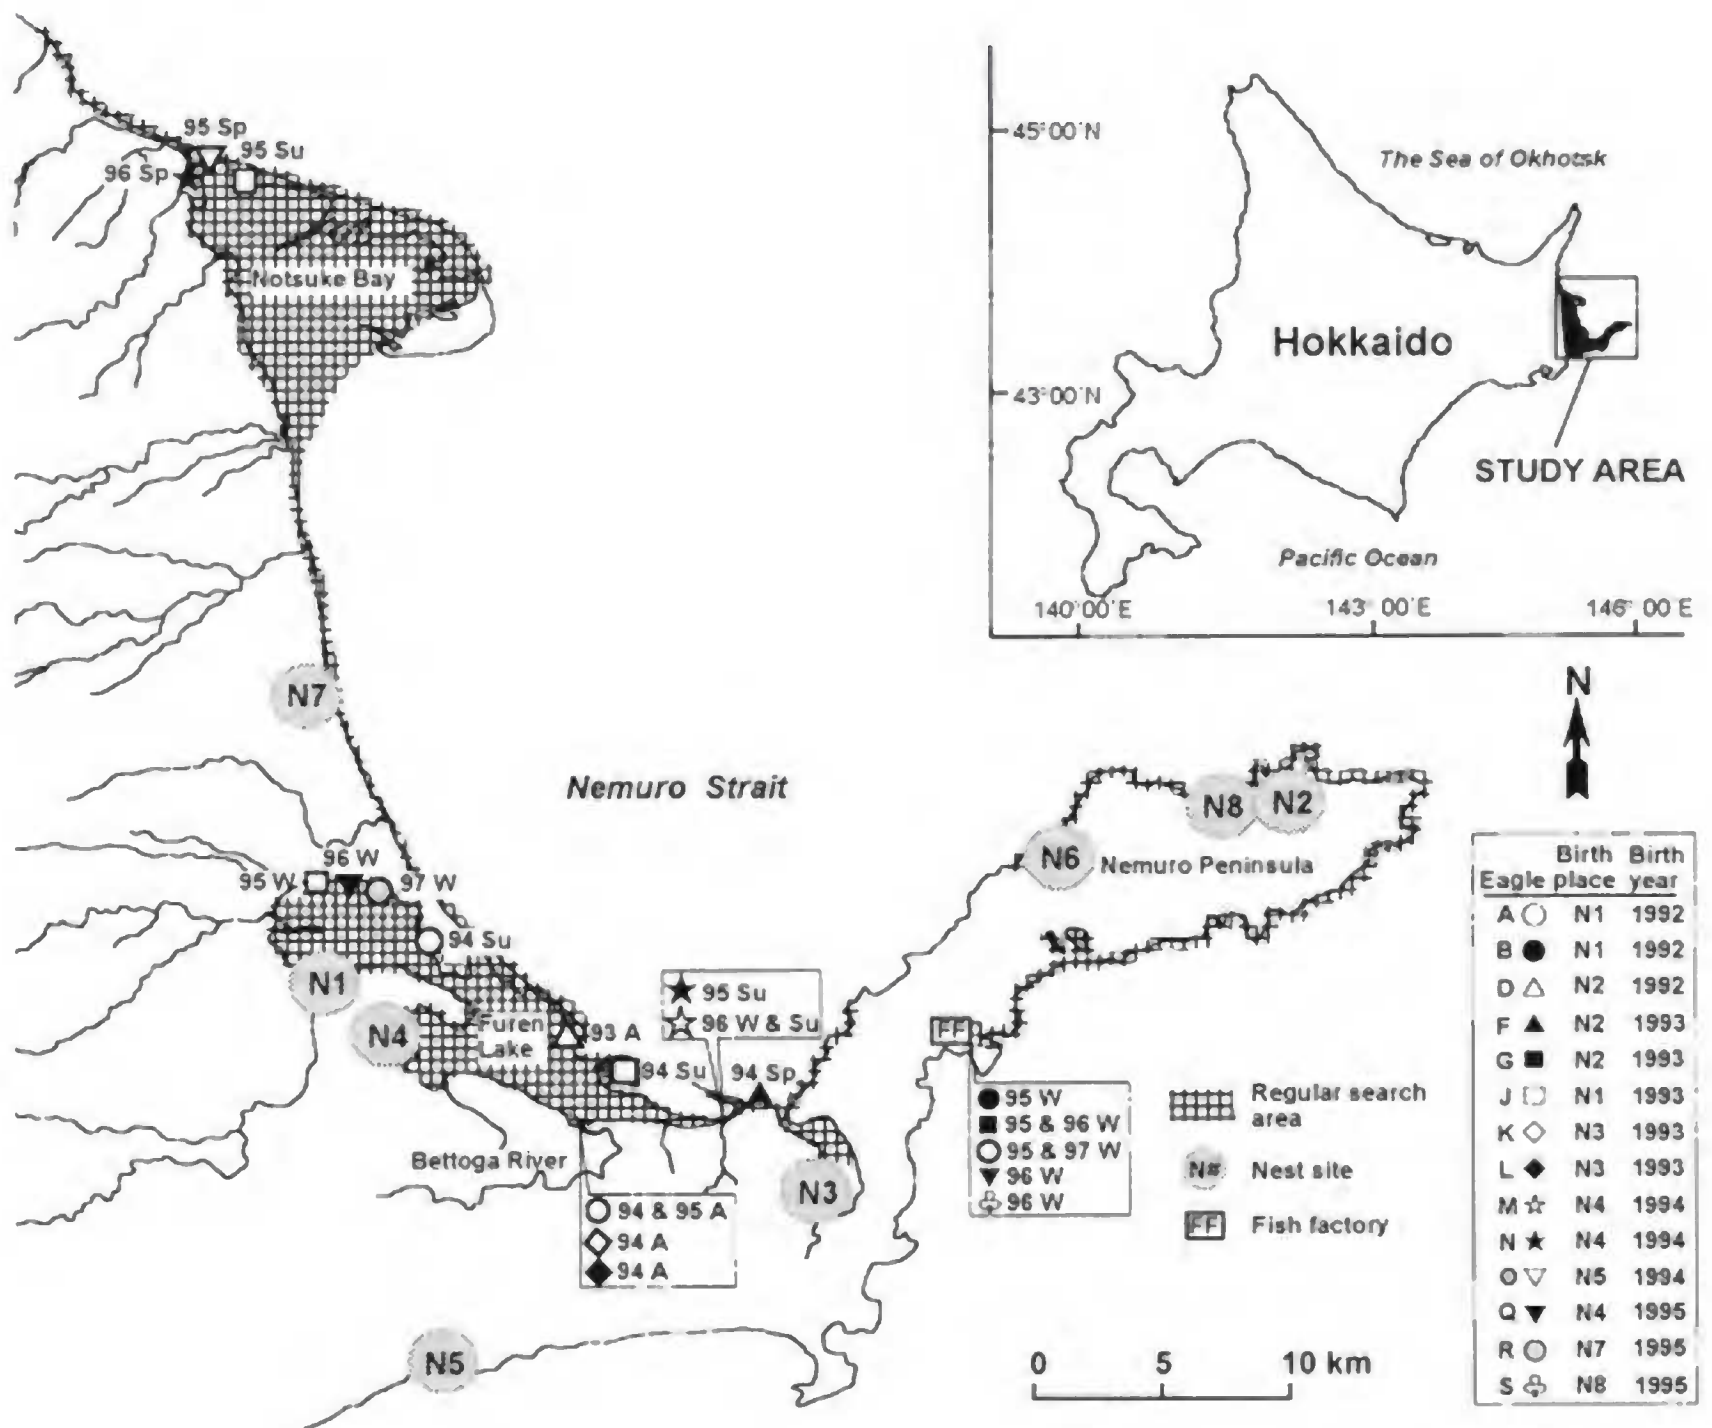 95 Sp
95 Su
96 Sp
Notsuke Bay
45°00'N
The Sea of Okhotsk
Hokkaido
43°00'N
STUDY AREA
Pacific Ocean
140°00'E
143°00'E
146°00'E
N
N7
Nemuro Strait
N8
N2
N6
Nemuro Peninsula
96 W
95 W
97 W
94 Su
N1
N4
Furen
Lake
93 A
94 Su
95 Su
96 W & Su
94 Sp
FF
Bettoga River
N3
94 & 95 A
94 A
94 A
95 W
95 & 96 W
95 & 97 W
96 W
96 W
N5
Regular search
area
N# Nest site
FF Fish factory
0 5 10 km
Birth Birth
Eagle place year
A N1 1992
B N1 1992
D N2 1992
F N2 1993
G N2 1993
J N1 1993
K N3 1993
L N3 1993
M N4 1994
N N4 1994
O N5 1994
Q N4 1995
R N7 1995
S N8 1995